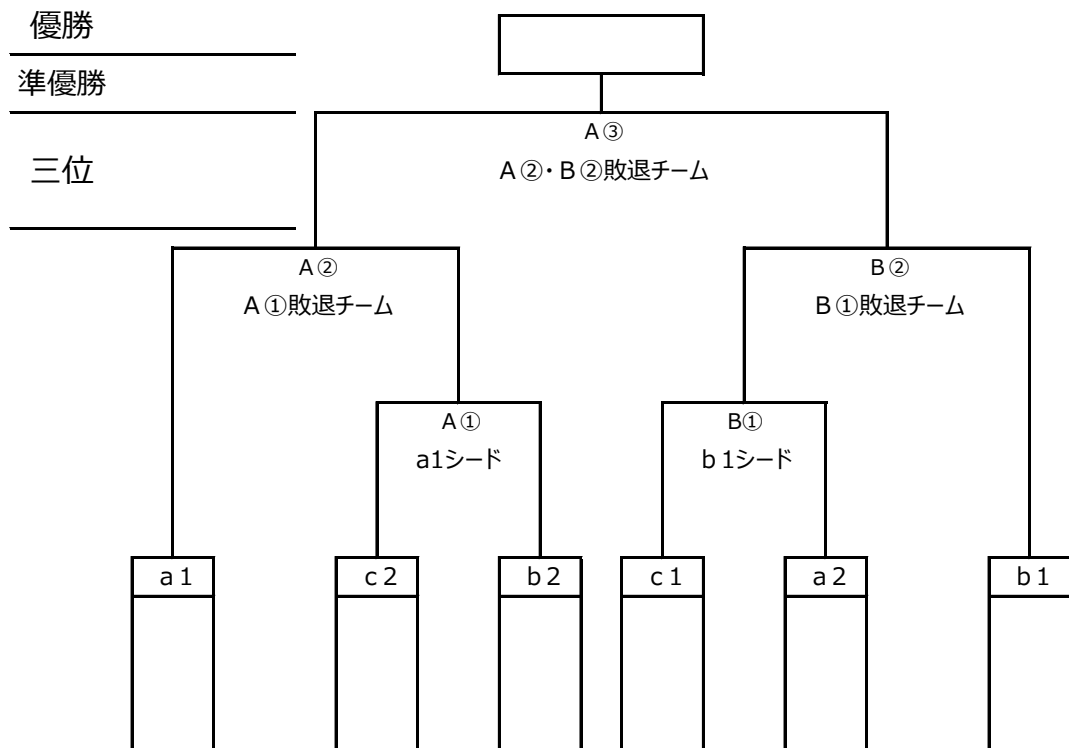 優勝
準優勝
三位
A③
A②・B②敗退チーム
A②
A①敗退チーム
B②
B①敗退チーム
A①
a1シード
B①
b1シード
a1
c2
b2
c1
a2
b1